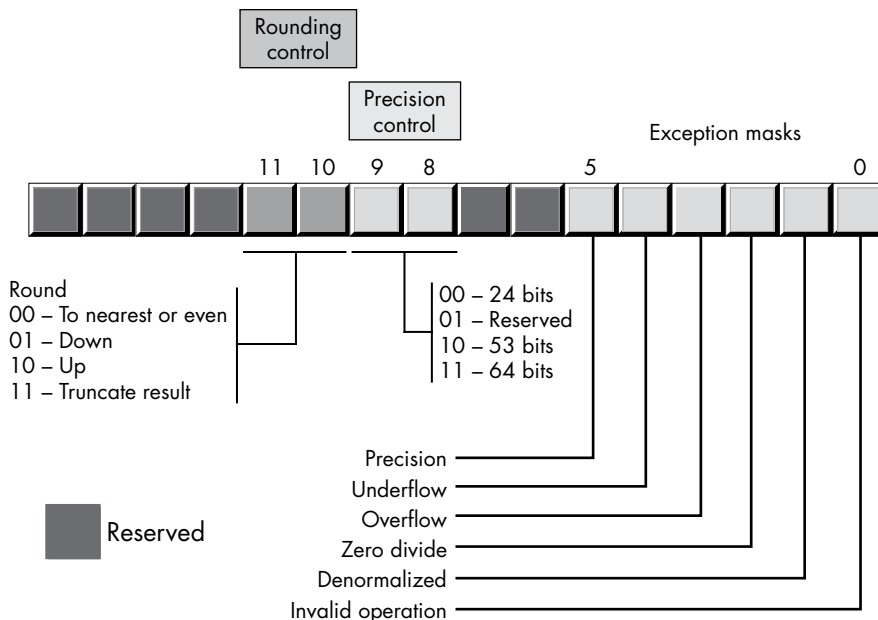 Rounding
control
Precision
control
Exception masks
11 10 9 8 5 0
Round
00 – To nearest or even
01 – Down
10 – Up
11 – Truncate result
00 – 24 bits
01 – Reserved
10 – 53 bits
11 – 64 bits
Precision
Underflow
Overflow
Zero divide
Denormalized
Invalid operation
Reserved